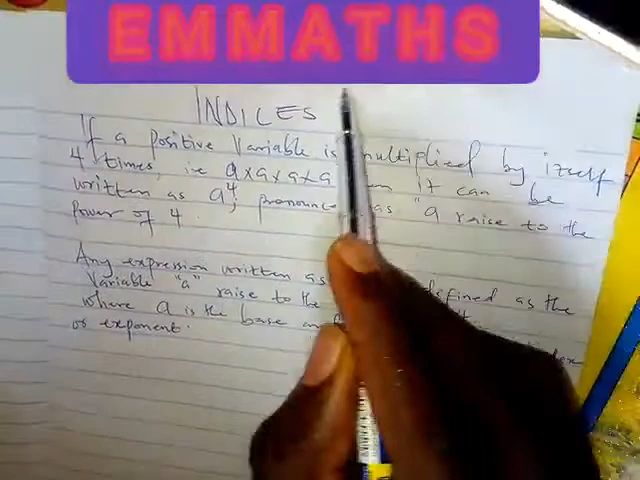 EMMATHS
INDICES
If a positive variable is multiplied by itself
4 times, ie a x a x a x a it can be
written as a⁴; pronounce as "a raise to the
Power of 4
Any expression written as defined as the
Variable "a" raise to the
where a is the base
or exponent.